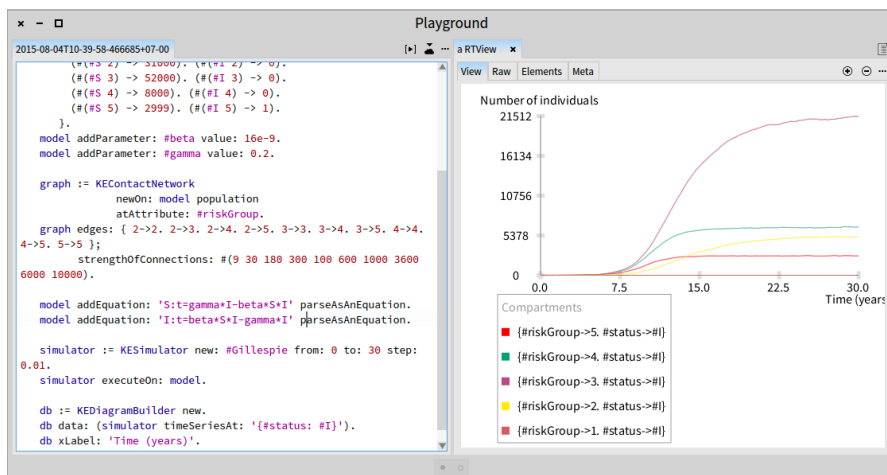 Playground
2015-08-04T10-39-58-466685+07-00
(#(#S 2) -> 31000). (#(#I 2) -> 0).
(#(#S 3) -> 52000). (#(#I 3) -> 0).
(#(#S 4) -> 8000). (#(#I 4) -> 0).
(#(#S 5) -> 2999). (#(#I 5) -> 1).
}.
model addParameter: #beta value: 16e-9.
model addParameter: #gamma value: 0.2.
graph := KEContactNetwork
newOn: model population
atAttribute: #riskGroup.
graph edges: { 2->2. 2->3. 2->4. 2->5. 3->3. 3->4. 3->5. 4->4.
4->5. 5->5 };
strengthOfConnections: #(9 30 180 300 100 600 1000 3600
6000 10000).
model addEquation: 'S:t=gamma*I-beta*S*I' parseAsAnEquation.
model addEquation: 'I:t=beta*S*I-gamma*I' parseAsAnEquation.
simulator := KESimulator new: #Gillespie from: 0 to: 30 step:
0.01.
simulator executeOn: model.
db := KEDiagramBuilder new.
db data: (simulator timeSeriesAt: '{#status: #I}').
db xLabel: 'Time (years)'.
a RTView
View Raw Elements Meta
Number of individuals
21512
16134
10756
5378
0
0.0 7.5 15.0 22.5 30.0
Time (years
Compartments
{#riskGroup->5. #status->#I}
{#riskGroup->4. #status->#I}
{#riskGroup->3. #status->#I}
{#riskGroup->2. #status->#I}
{#riskGroup->1. #status->#I}